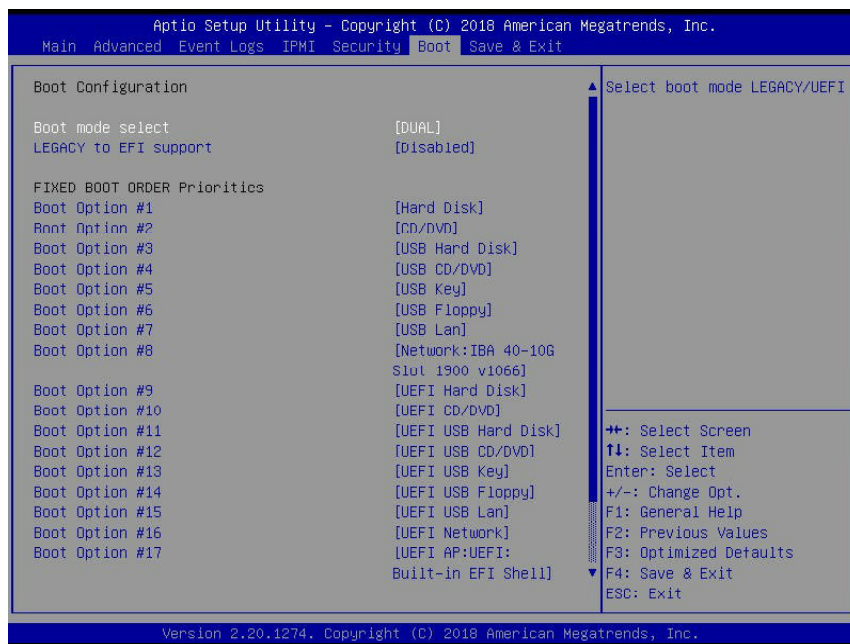 Aptio Setup Utility – Copyright (C) 2018 American Megatrends, Inc.
Main Advanced Event Logs IPMI Security Boot Save & Exit
Boot Configuration
Boot mode select [DUAL]
LEGACY to EFI support [Disabled]
FIXED BOOT ORDER Priorities
Boot Option #1 [Hard Disk]
Boot Option #2 [CD/DVD]
Boot Option #3 [USB Hard Disk]
Boot Option #4 [USB CD/DVD]
Boot Option #5 [USB Key]
Boot Option #6 [USB Floppy]
Boot Option #7 [USB Lan]
Boot Option #8 [Network:IBA 40-10G
Slot 1900 v1066]
Boot Option #9 [UEFI Hard Disk]
Boot Option #10 [UEFI CD/DVD]
Boot Option #11 [UEFI USB Hard Disk]
Boot Option #12 [UEFI USB CD/DVD]
Boot Option #13 [UEFI USB Key]
Boot Option #14 [UEFI USB Floppy]
Boot Option #15 [UEFI USB Lan]
Boot Option #16 [UEFI Network]
Boot Option #17 [UEFI AP:UEFI:
Built-in EFI Shell]
Select boot mode LEGACY/UEFI
→←: Select Screen
↑↓: Select Item
Enter: Select
+/-: Change Opt.
F1: General Help
F2: Previous Values
F3: Optimized Defaults
F4: Save & Exit
ESC: Exit
Version 2.20.1274. Copyright (C) 2018 American Megatrends, Inc.